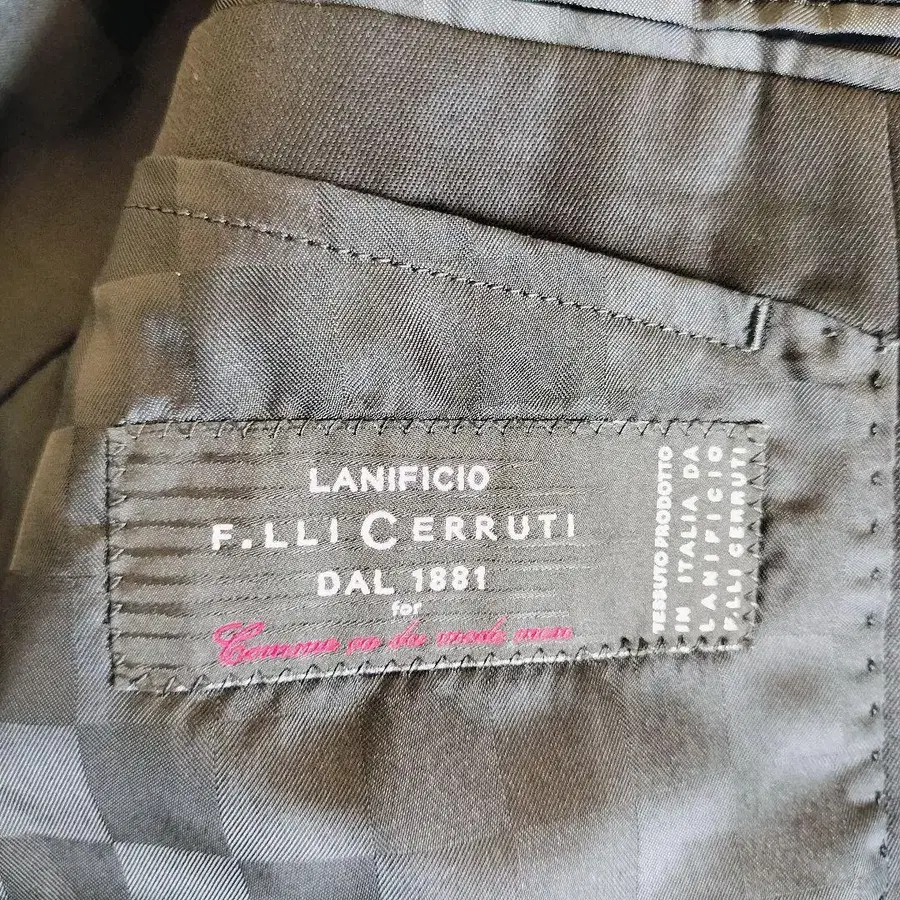 LANIFICIO
F.LLI CERRUTI
DAL 1881
for
Comme ça du mode men
TESSUTO PRODOTTO
IN ITALIA DA
LANIFICIO
F.LLI CERRUTI